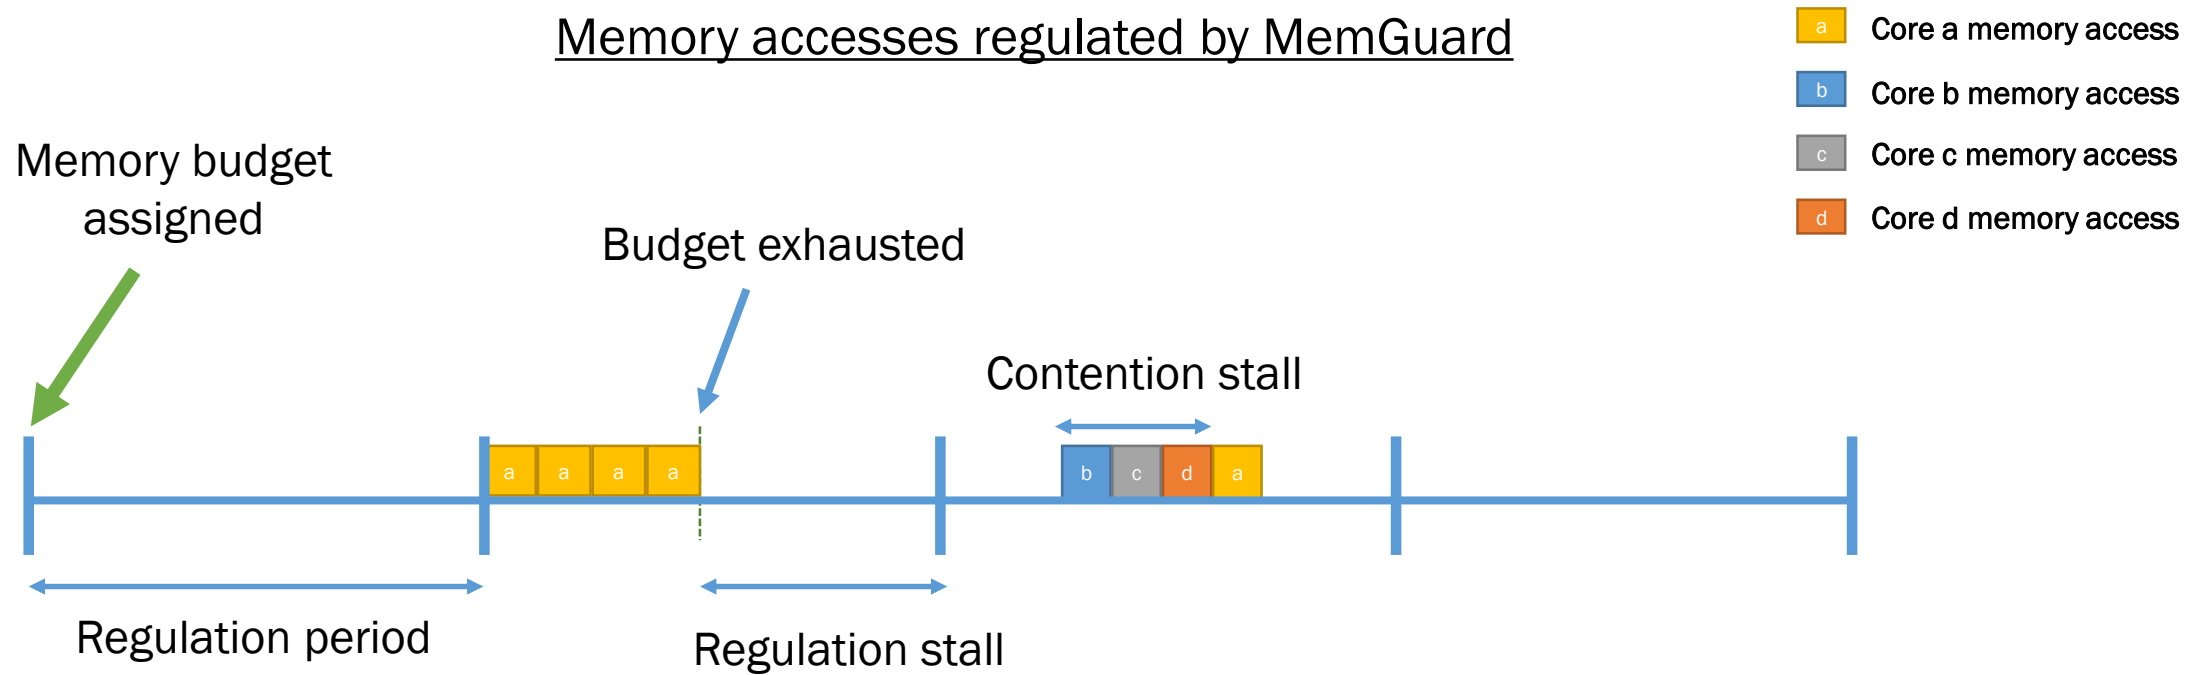 Memory accesses regulated by MemGuard
a Core a memory access
b Core b memory access
c Core c memory access
d Core d memory access
Memory budget
assigned
Budget exhausted
Contention stall
a a a a b c d a
Regulation period
Regulation stall